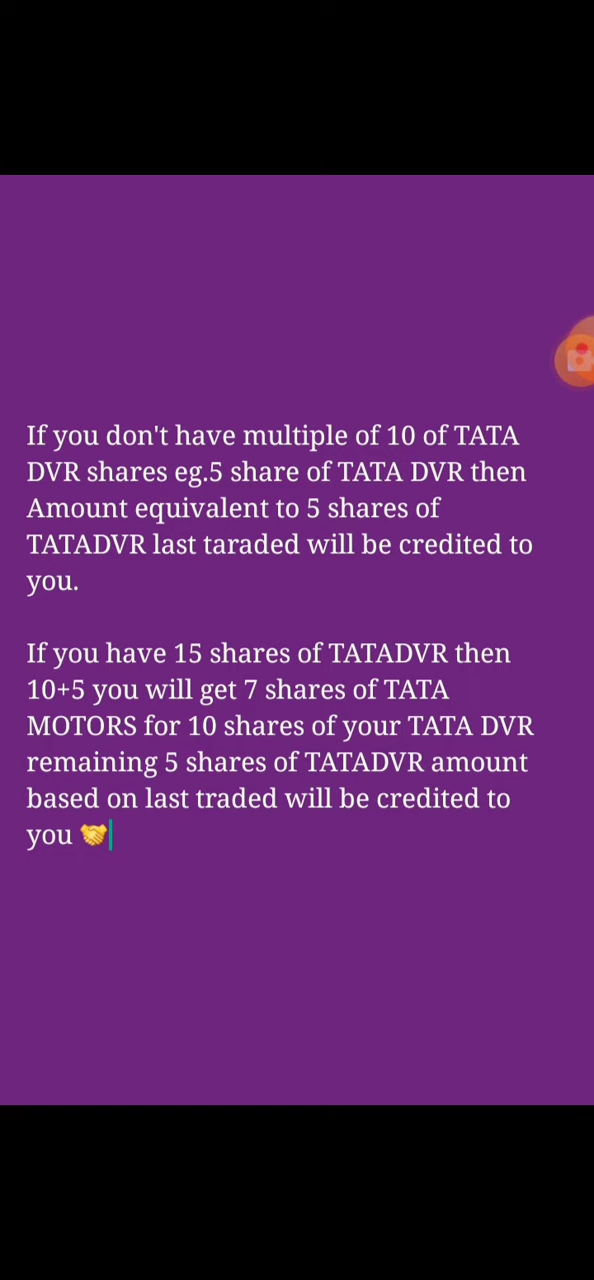 If you don't have multiple of 10 of TATA
DVR shares eg.5 share of TATA DVR then
Amount equivalent to 5 shares of
TATADVR last taraded will be credited to
you.
If you have 15 shares of TATADVR then
10+5 you will get 7 shares of TATA
MOTORS for 10 shares of your TATA DVR
remaining 5 shares of TATADVR amount
based on last traded will be credited to
you 🤝